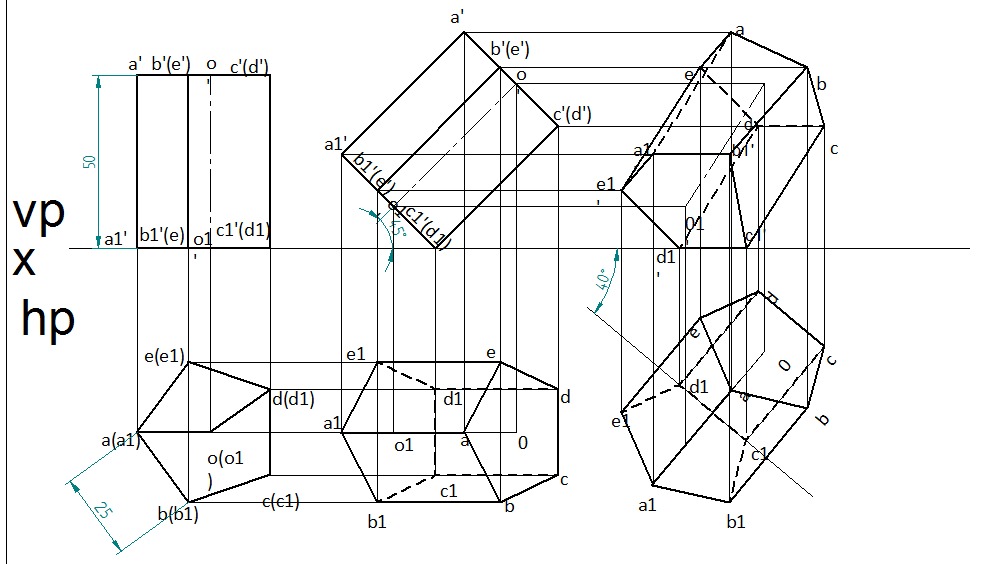 a'
a
b'(e')
a' b'(e') o ' c'(d')
e
o
b
c'(d')
d
a1'
a1
b1'
c
50
b1'(e')
e1 '
vp
o1
c1'(d1)
01
a1' b1'(e) o1 ' c1'(d1)
45°
c1'
x
d1 '
40°
hp
d
e
e(e1)
e1
e
c
0
d(d1)
d1
d
d1
a
a1
e1
b
a(a1)
o1
a
0
o(o1 )
c1
c
c1
25
c(c1)
b(b1)
b1
b
a1
b1